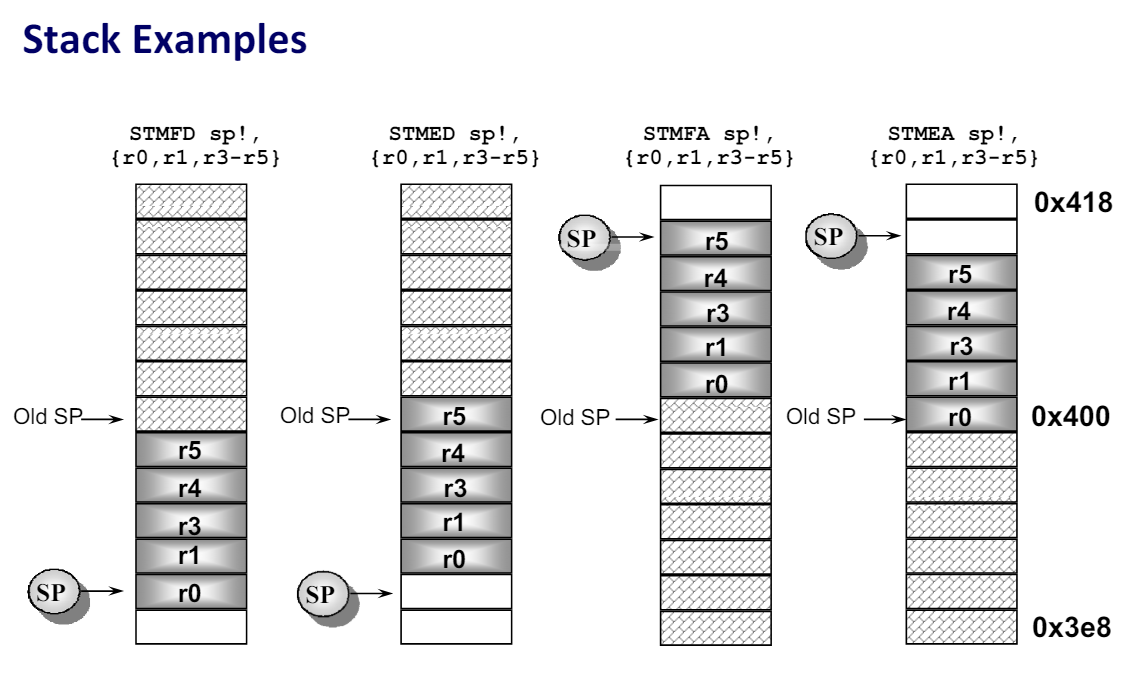 Stack Examples
STMFD sp!,
{r0,r1,r3-r5}
STMED sp!,
{r0,r1,r3-r5}
STMFA sp!,
{r0,r1,r3-r5}
STMEA sp!,
{r0,r1,r3-r5}
Old SP
r5
r4
r3
r1
SP
r0
Old SP
r5
r4
r3
r1
r0
SP
SP
r5
r4
r3
r1
r0
Old SP
SP
r5
r4
r3
r1
Old SP
r0
0x418
0x400
0x3e8